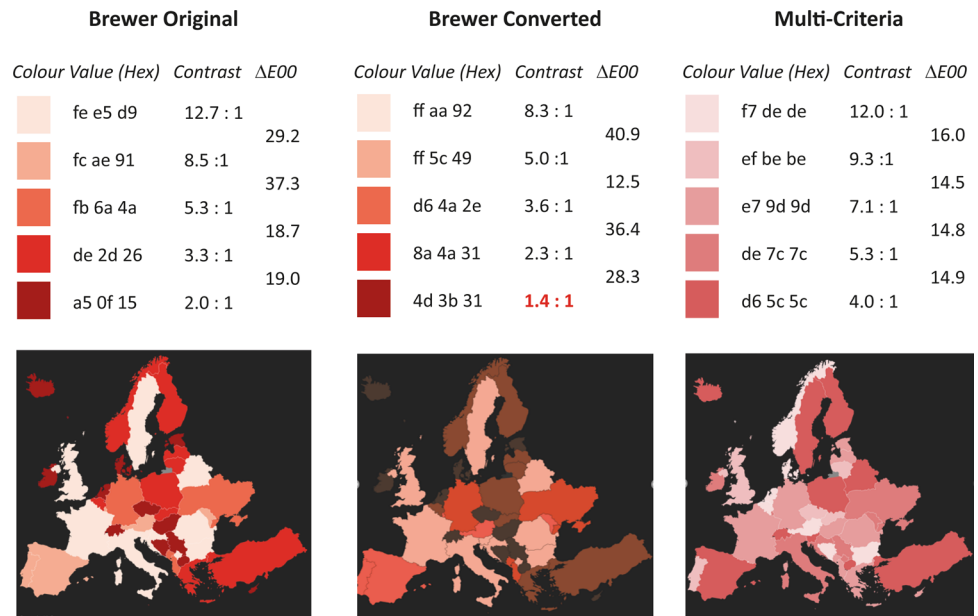 Brewer Original
Colour Value (Hex) Contrast ΔE00
fe e5 d9 12.7 : 1
29.2
fc ae 91 8.5 :1
37.3
fb 6a 4a 5.3 : 1
18.7
de 2d 26 3.3 : 1
19.0
a5 0f 15 2.0 : 1
Brewer Converted
Colour Value (Hex) Contrast ΔE00
ff aa 92 8.3 : 1
40.9
ff 5c 49 5.0 :1
12.5
d6 4a 2e 3.6 : 1
36.4
8a 4a 31 2.3 : 1
28.3
4d 3b 31 1.4 : 1
Multi-Criteria
Colour Value (Hex) Contrast ΔE00
f7 de de 12.0 : 1
16.0
ef be be 9.3 : 1
14.5
e7 9d 9d 7.1 : 1
14.8
de 7c 7c 5.3 : 1
14.9
d6 5c 5c 4.0 : 1